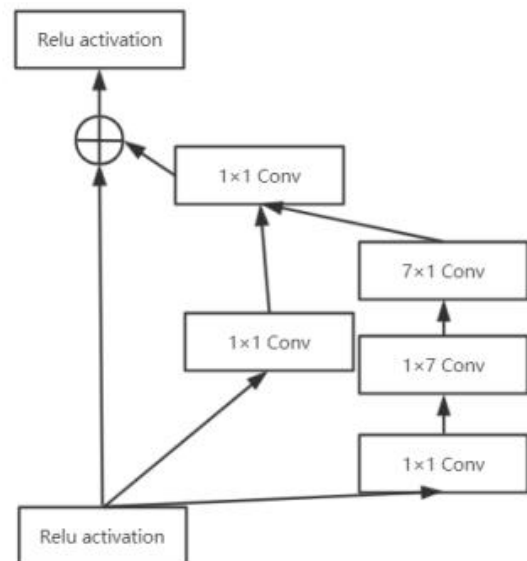 Relu activation
1×1 Conv
7×1 Conv
1×1 Conv
1×7 Conv
1×1 Conv
Relu activation